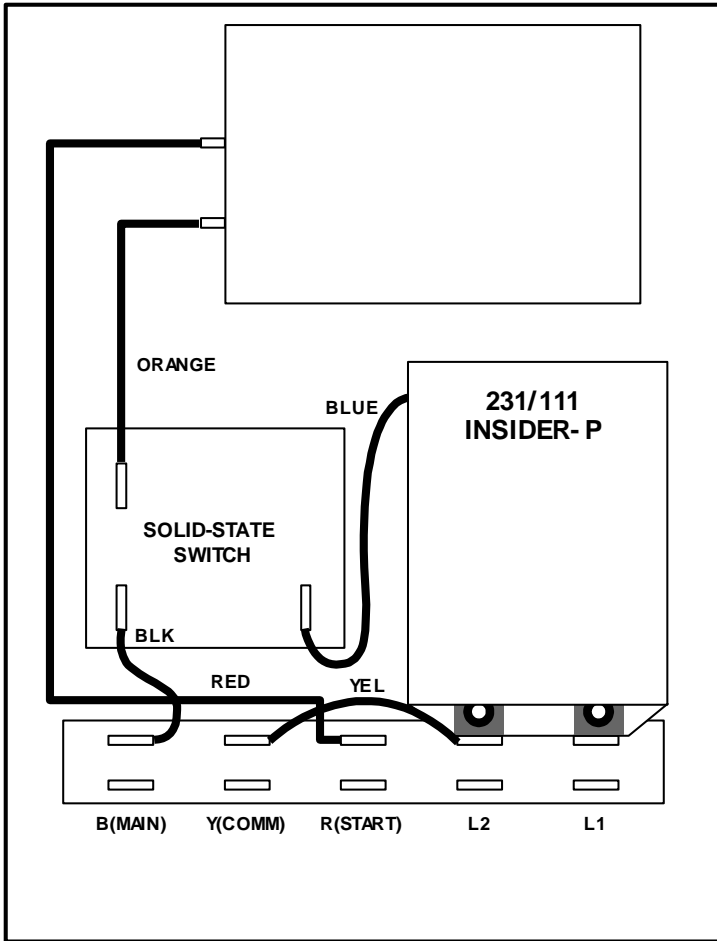 ORANGE
BLUE
231/111
INSIDER- P
SOLID-STATE
SWITCH
BLK
RED
YEL
B(MAIN) Y(COMM) R(START) L2 L1